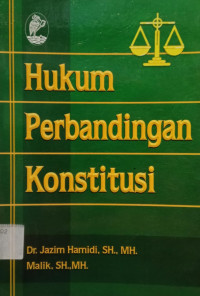 Hukum
Perbandingan
Konstitusi
Dr. Jazim Hamidi, SH., MH.
Malik, SH.,MH.